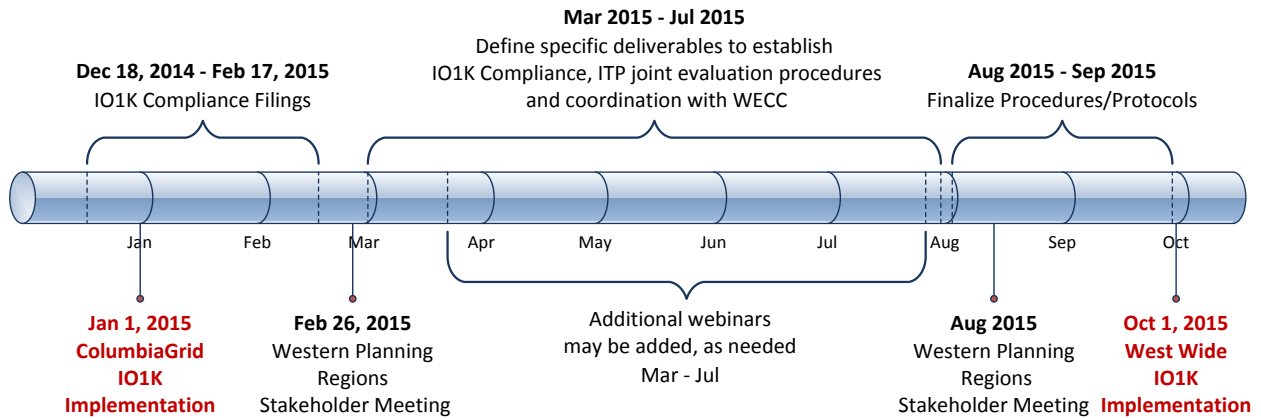 Mar 2015 - Jul 2015
Define specific deliverables to establish
IO1K Compliance, ITP joint evaluation procedures
and coordination with WECC
Dec 18, 2014 - Feb 17, 2015
IO1K Compliance Filings
Aug 2015 - Sep 2015
Finalize Procedures/Protocols
Jan
Feb
Mar
Apr
May
Jun
Jul
Aug
Sep
Oct
Jan 1, 2015
ColumbiaGrid
IO1K
Implementation
Feb 26, 2015
Western Planning
Regions
Stakeholder Meeting
Additional webinars
may be added, as needed
Mar - Jul
Aug 2015
Western Planning
Regions
Stakeholder Meeting
Oct 1, 2015
West Wide
IO1K
Implementation